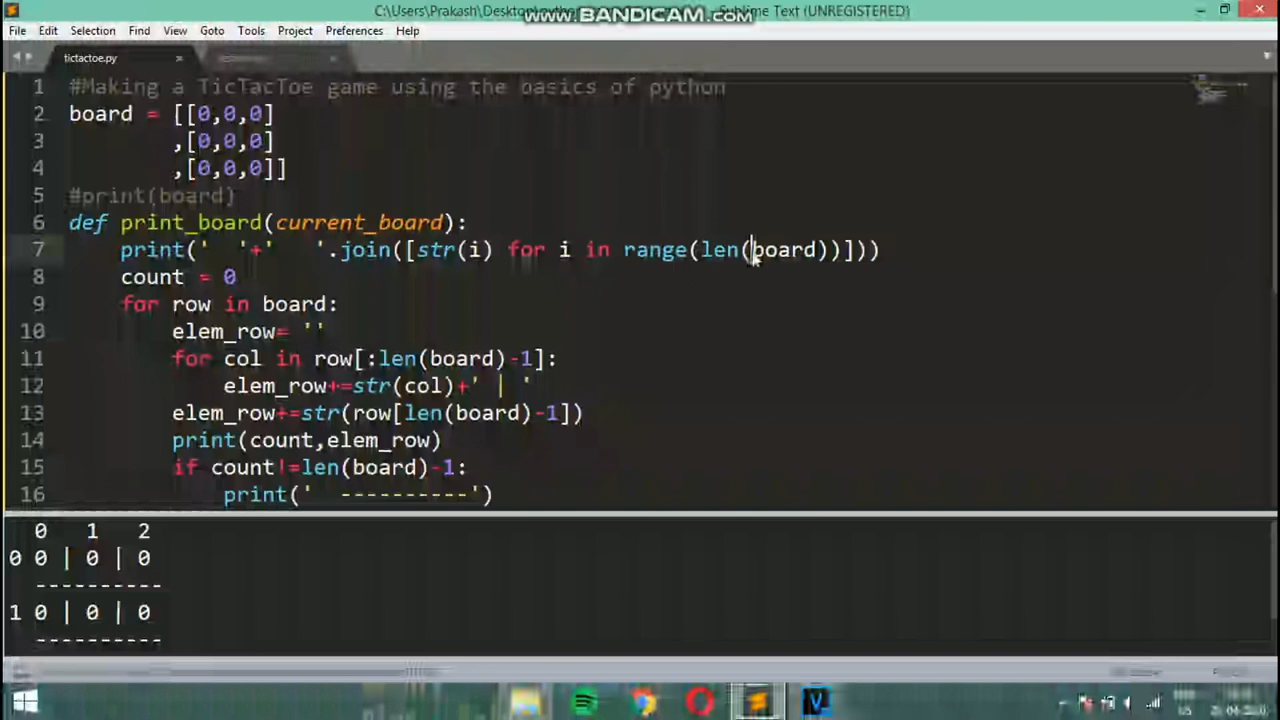 C:\Users\Prakash\Desktop\python
www.BANDICAM.com
- Sublime Text (UNREGISTERED)
File Edit Selection Find View Goto Tools Project Preferences Help
tictactoe.py
1 #Making a TicTacToe game using the basics of python
2 board = [[0,0,0]
3 ,[0,0,0]
4 ,[0,0,0]]
5 #print(board)
6 def print_board(current_board):
7 print('  '+'   '.join([str(i) for i in range(len(board))]))
8 count = 0
9 for row in board:
10 elem_row= ''
11 for col in row[:len(board)-1]:
12 elem_row+=str(col)+' | '
13 elem_row+=str(row[len(board)-1])
14 print(count,elem_row)
15 if count!=len(board)-1:
16 print('  ----------')
0 1 2
0 0 | 0 | 0
----------
1 0 | 0 | 0
----------